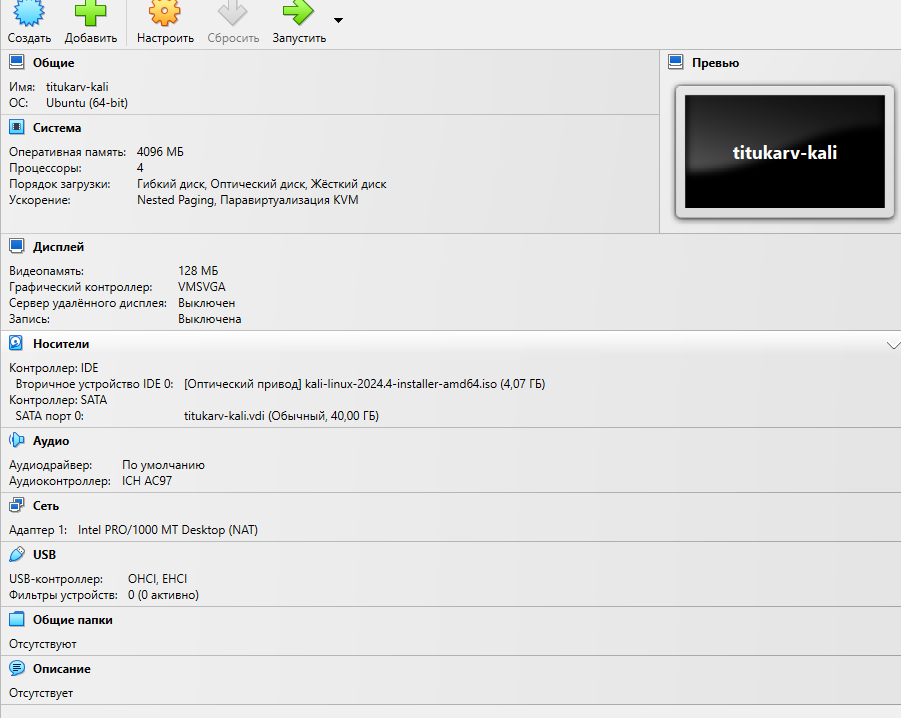 Создать Добавить Настроить Сбросить Запустить
Общие
Имя: titukarv-kali
ОС: Ubuntu (64-bit)
Превью
titukarv-kali
Система
Оперативная память: 4096 МБ
Процессоры: 4
Порядок загрузки: Гибкий диск, Оптический диск, Жёсткий диск
Ускорение: Nested Paging, Паравиртуализация KVM
Дисплей
Видеопамять: 128 МБ
Графический контроллер: VMSVGA
Сервер удалённого дисплея: Выключен
Запись: Выключена
Носители
Контроллер: IDE
Вторичное устройство IDE 0: [Оптический привод] kali-linux-2024.4-installer-amd64.iso (4,07 ГБ)
Контроллер: SATA
SATA порт 0: titukarv-kali.vdi (Обычный, 40,00 ГБ)
Аудио
Аудиодрайвер: По умолчанию
Аудиоконтроллер: ICH AC97
Сеть
Адаптер 1: Intel PRO/1000 MT Desktop (NAT)
USB
USB-контроллер: OHCI, EHCI
Фильтры устройств: 0 (0 активно)
Общие папки
Отсутствуют
Описание
Отсутствует